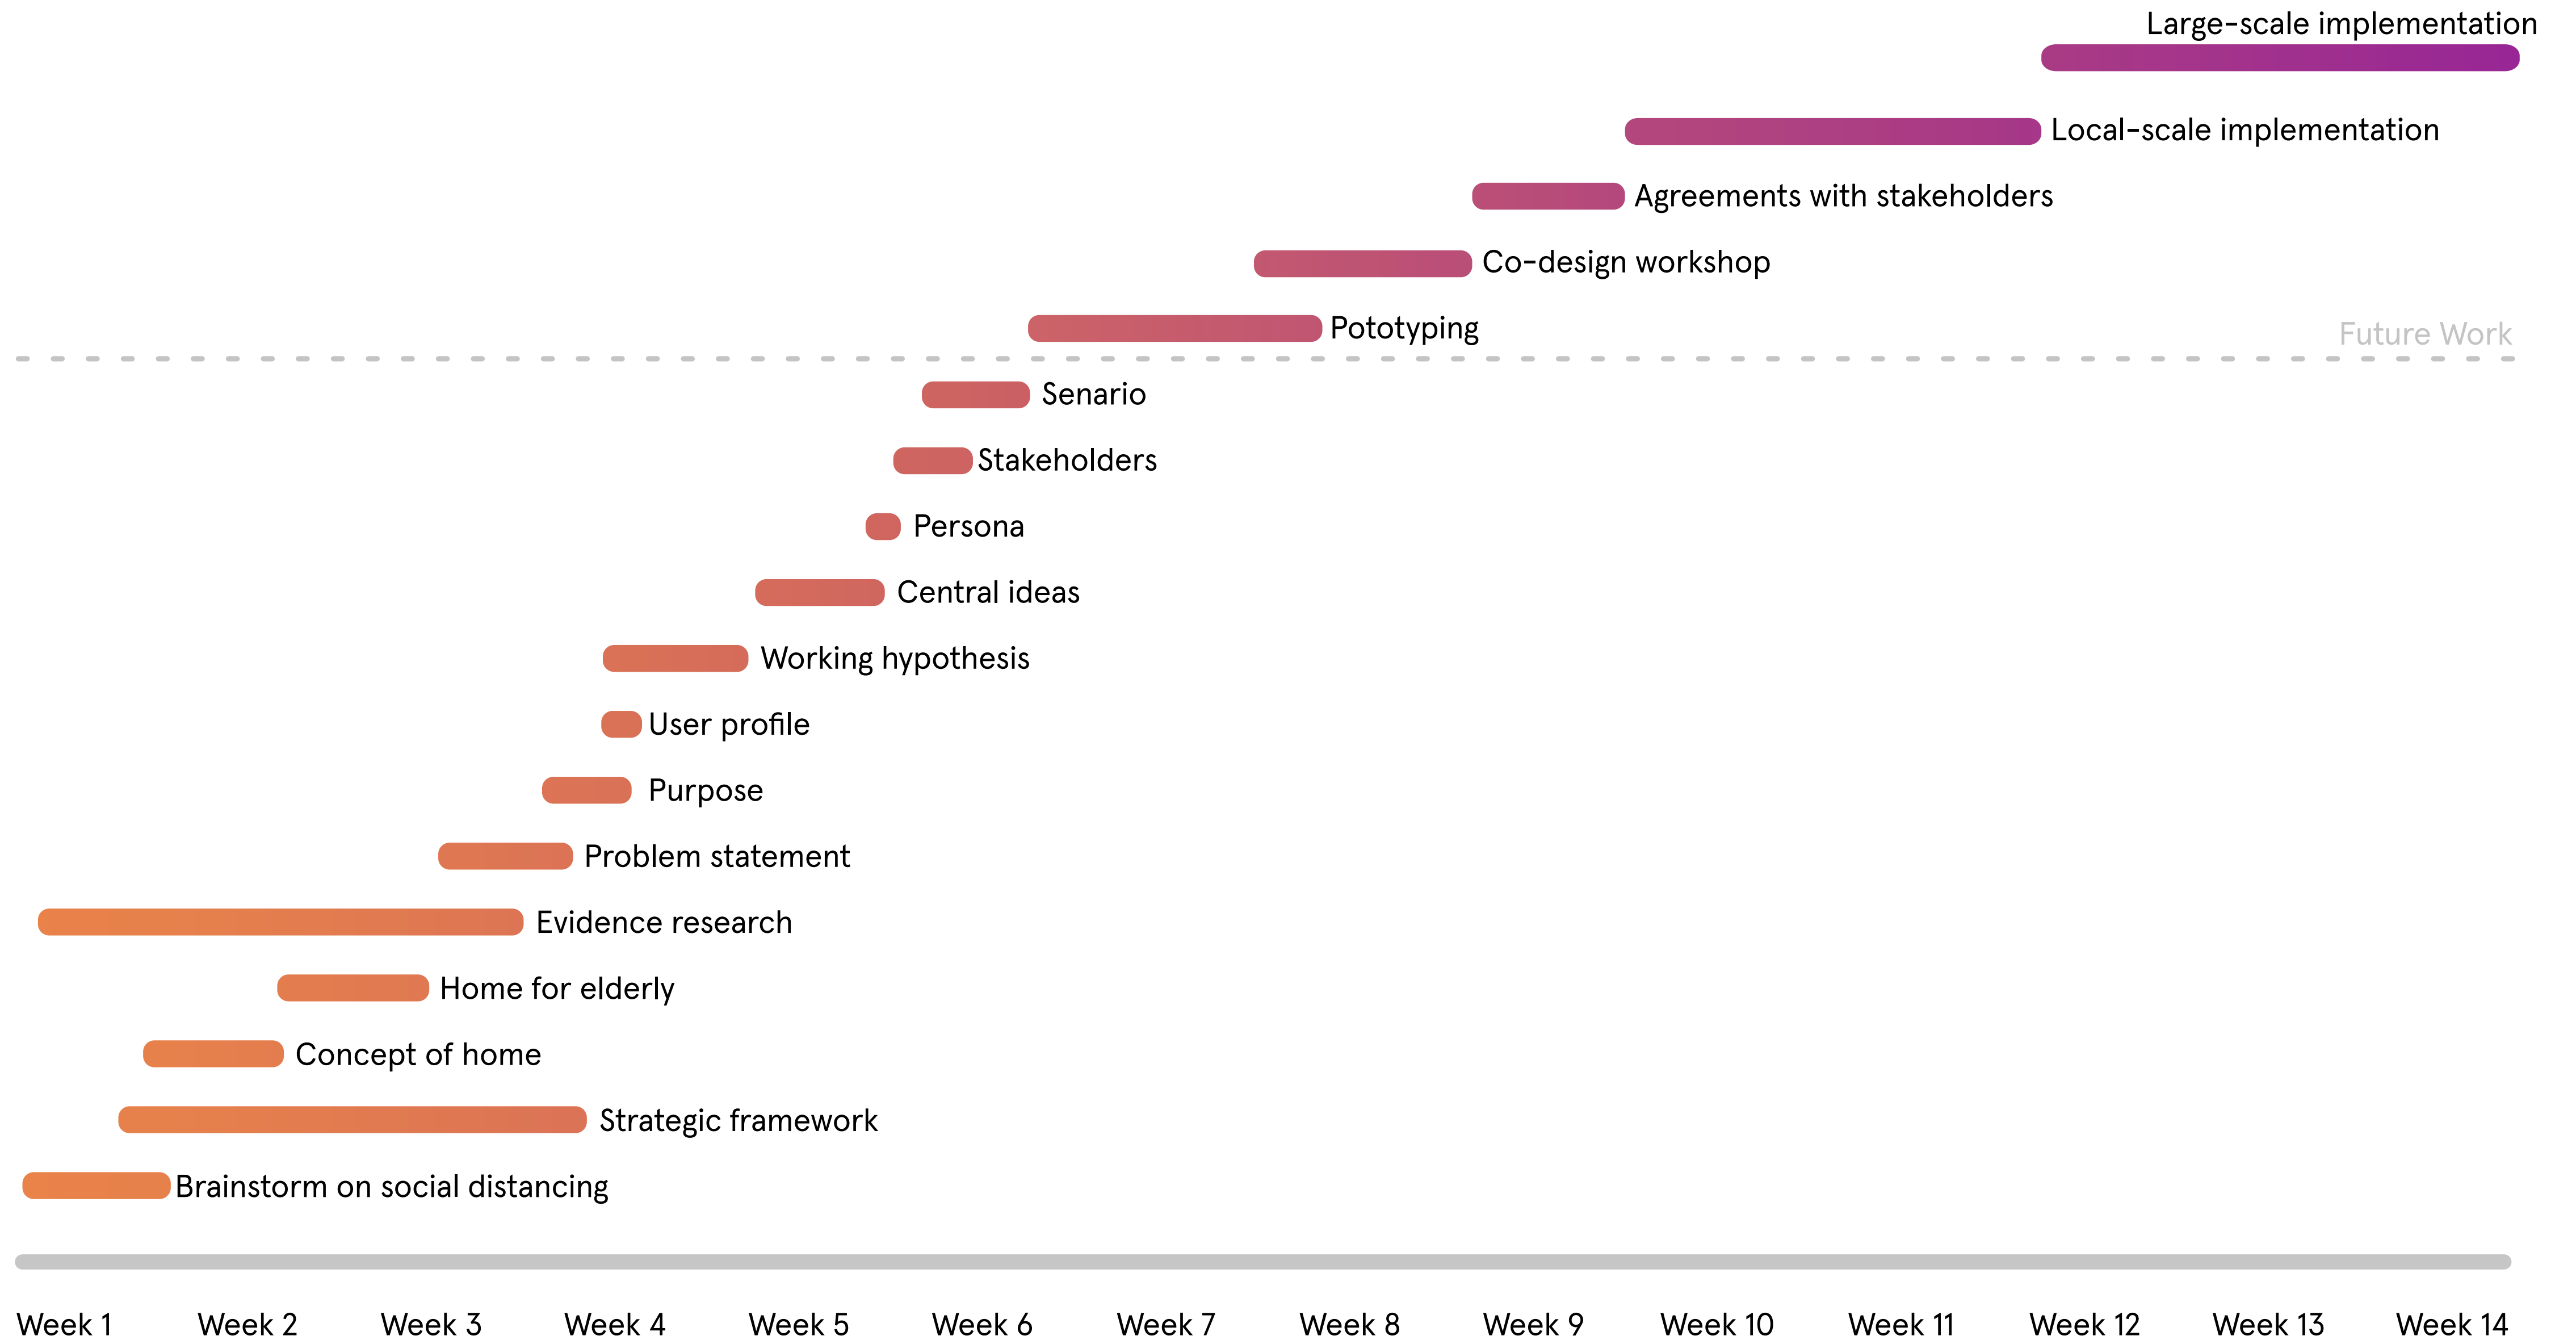 Large-scale implementation
Local-scale implementation
Agreements with stakeholders
Co-design workshop
Pototyping
Future Work
Senario
Stakeholders
Persona
Central ideas
Working hypothesis
User profile
Purpose
Problem statement
Evidence research
Home for elderly
Concept of home
Strategic framework
Brainstorm on social distancing
Week 1 Week 2 Week 3 Week 4 Week 5 Week 6 Week 7 Week 8 Week 9 Week 10 Week 11 Week 12 Week 13 Week 14